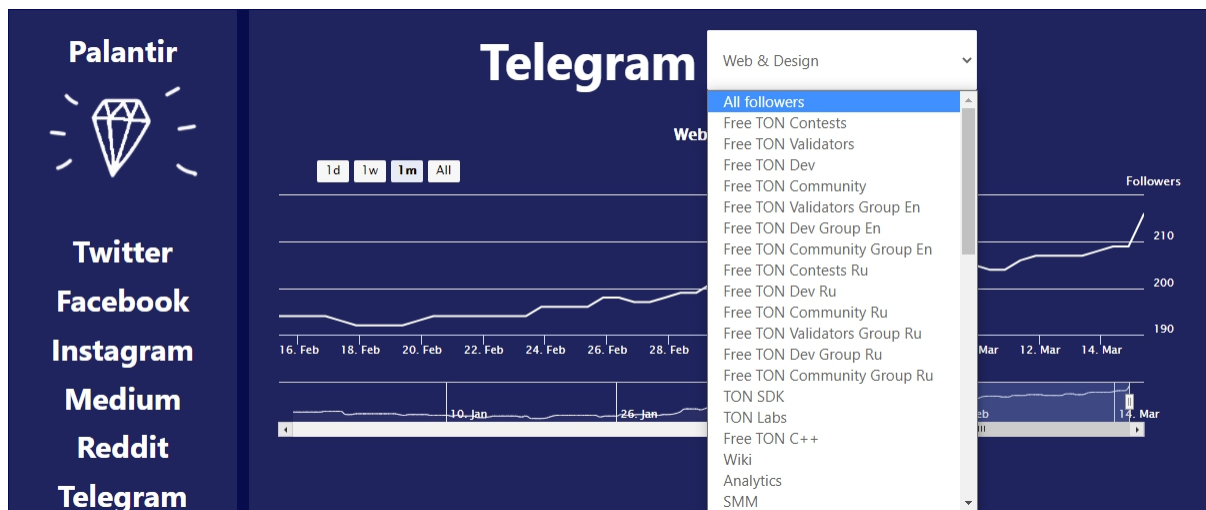 Palantir
Twitter
Facebook
Instagram
Medium
Reddit
Telegram
Telegram
Web & Design
All followers
Free TON Contests
Free TON Validators
Free TON Dev
Free TON Community
Free TON Validators Group En
Free TON Dev Group En
Free TON Community Group En
Free TON Contests Ru
Free TON Dev Ru
Free TON Community Ru
Free TON Validators Group Ru
Free TON Dev Group Ru
Free TON Community Group Ru
TON SDK
TON Labs
Free TON C++
Wiki
Analytics
SMM
Web
1d 1w 1m All
Followers
210
200
190
16. Feb 18. Feb 20. Feb 22. Feb 24. Feb 26. Feb 28. Feb Mar 12. Mar 14. Mar
10. Jan 26. Jan eb 14. Mar